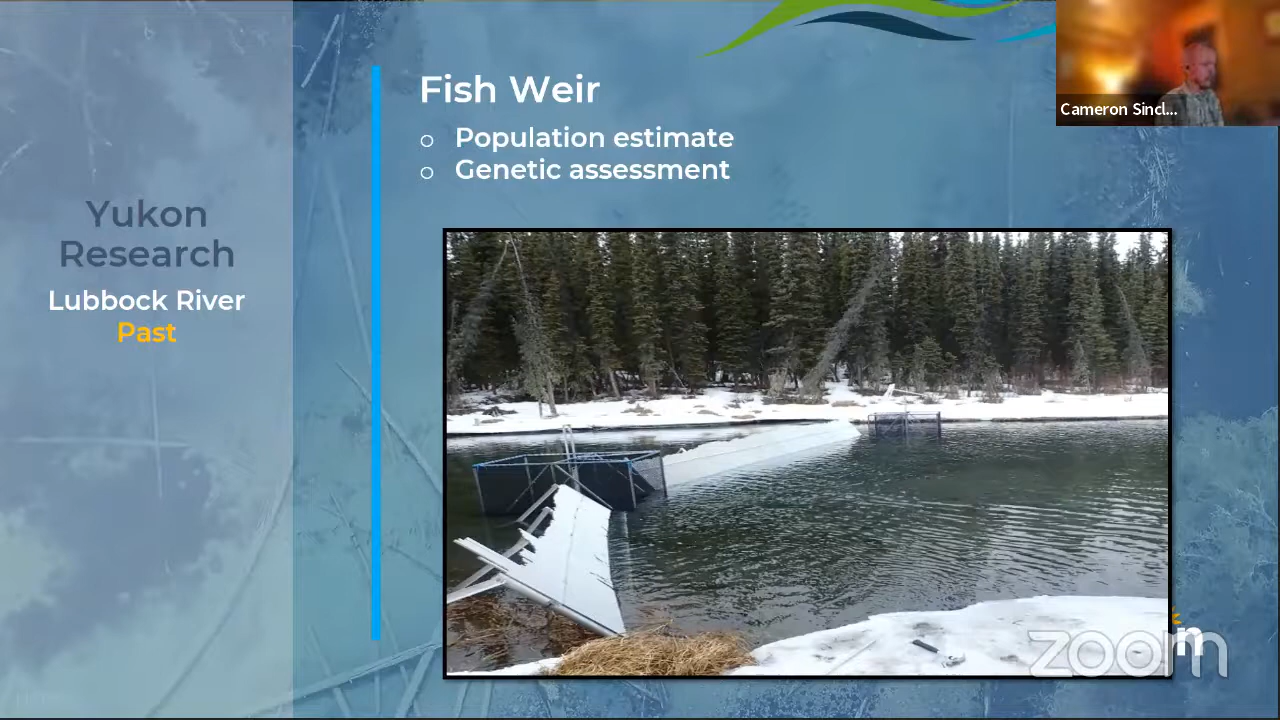 Yukon
Research
Lubbock River
Past
Fish Weir
Population estimate
Genetic assessment
Cameron Sincl...
zoom